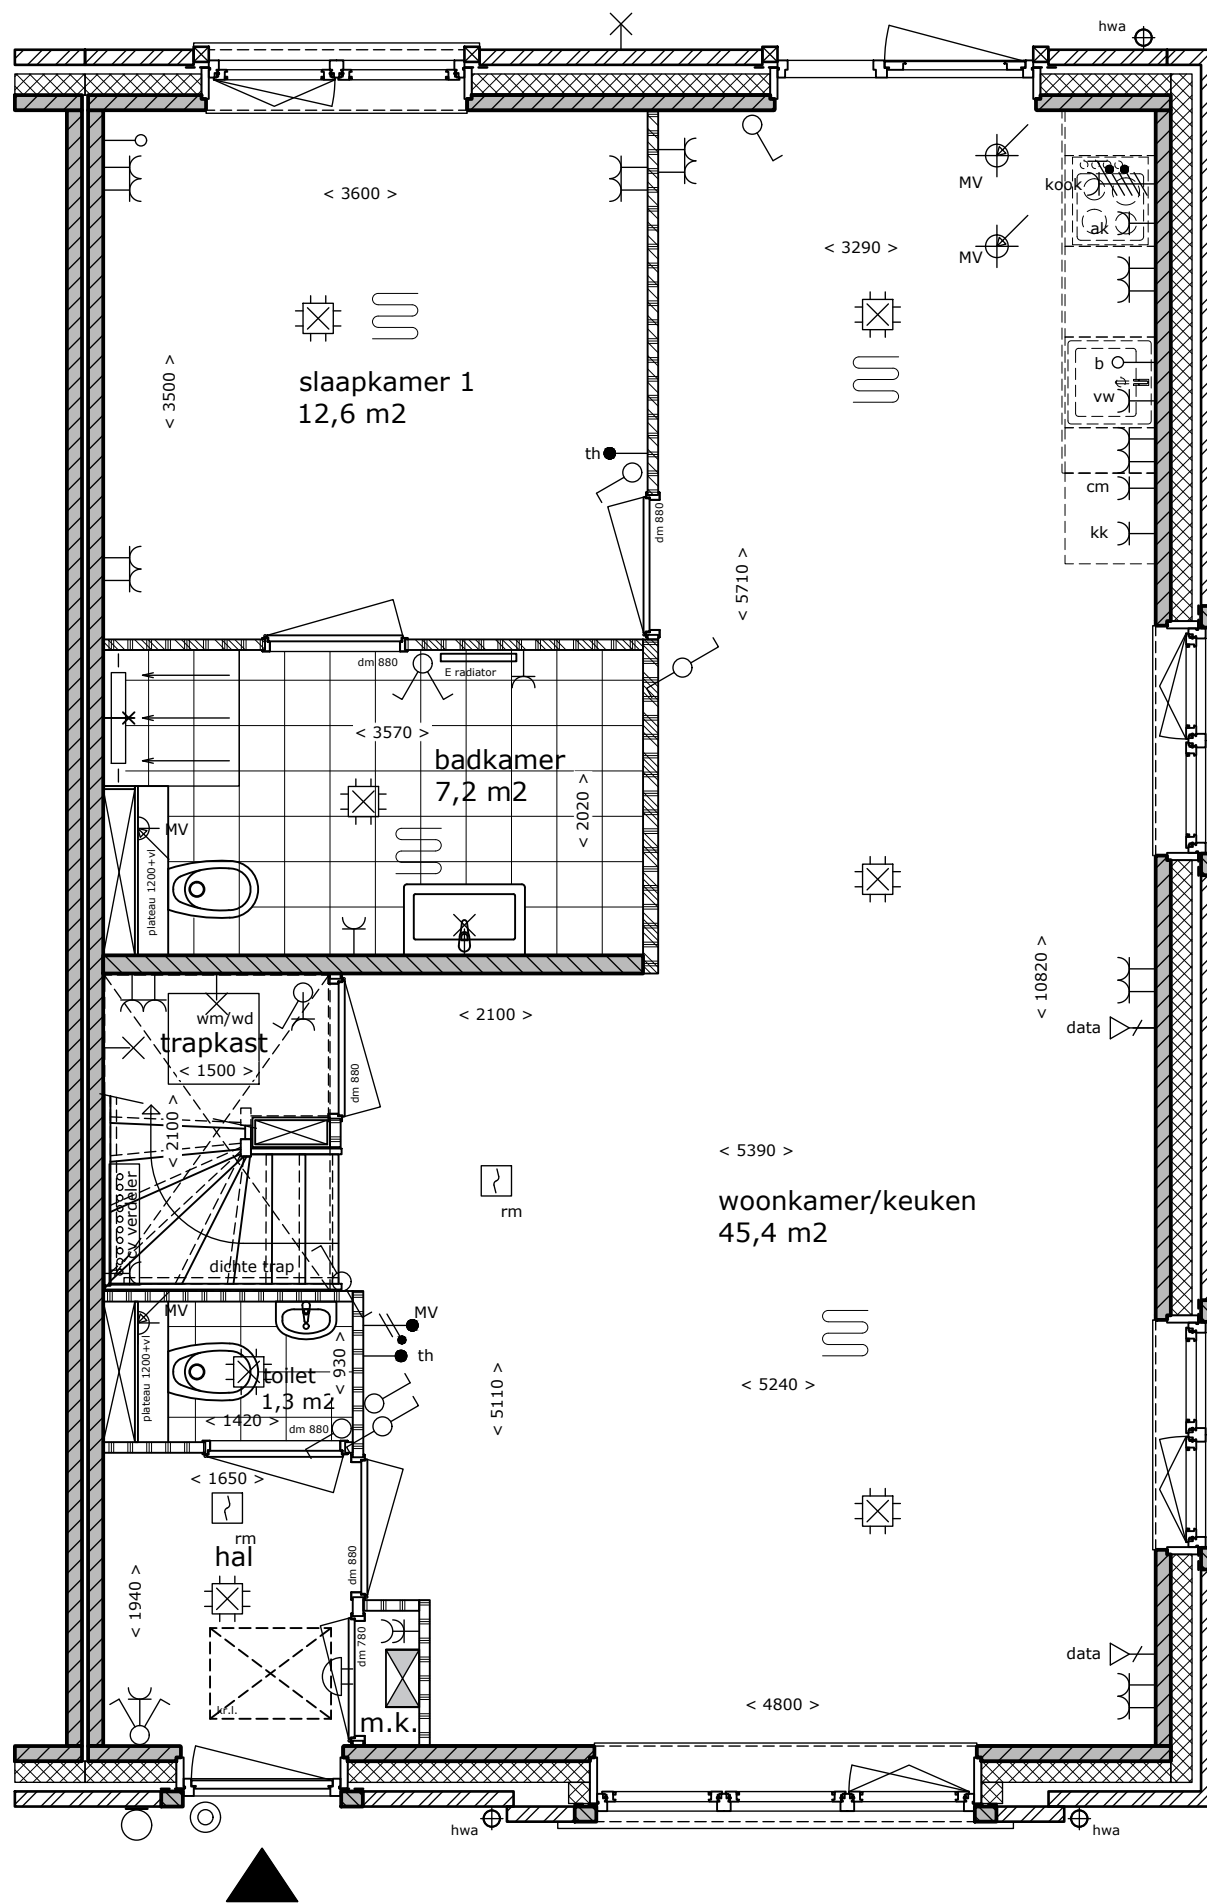 hwa
< 3600 >
MV
kook
ak
< 3290 >
MV
< 3500 >
slaapkamer 1
12,6 m2
b
vw
th
cm
dm 880
kk
< 5710 >
dm 880
E radiator
< 3570 >
badkamer
7,2 m2
< 2020 >
MV
plateau 1200+vl
< 10820 >
< 2100 >
wm/wd
trapkast
< 1500 >
data
dm 880
< 2100 >
< 5390 >
cv verdeler
rm
woonkamer/keuken
45,4 m2
dichte trap
MV
MV
th
plateau 1200+vl
toilet
1,3 m2
< 930 >
< 1420 >
dm 880
< 5110 >
< 5240 >
< 1650 >
rm
hal
dm 880
< 1940 >
dm 780
data
kr.l.
m.k.
< 4800 >
hwa
hwa